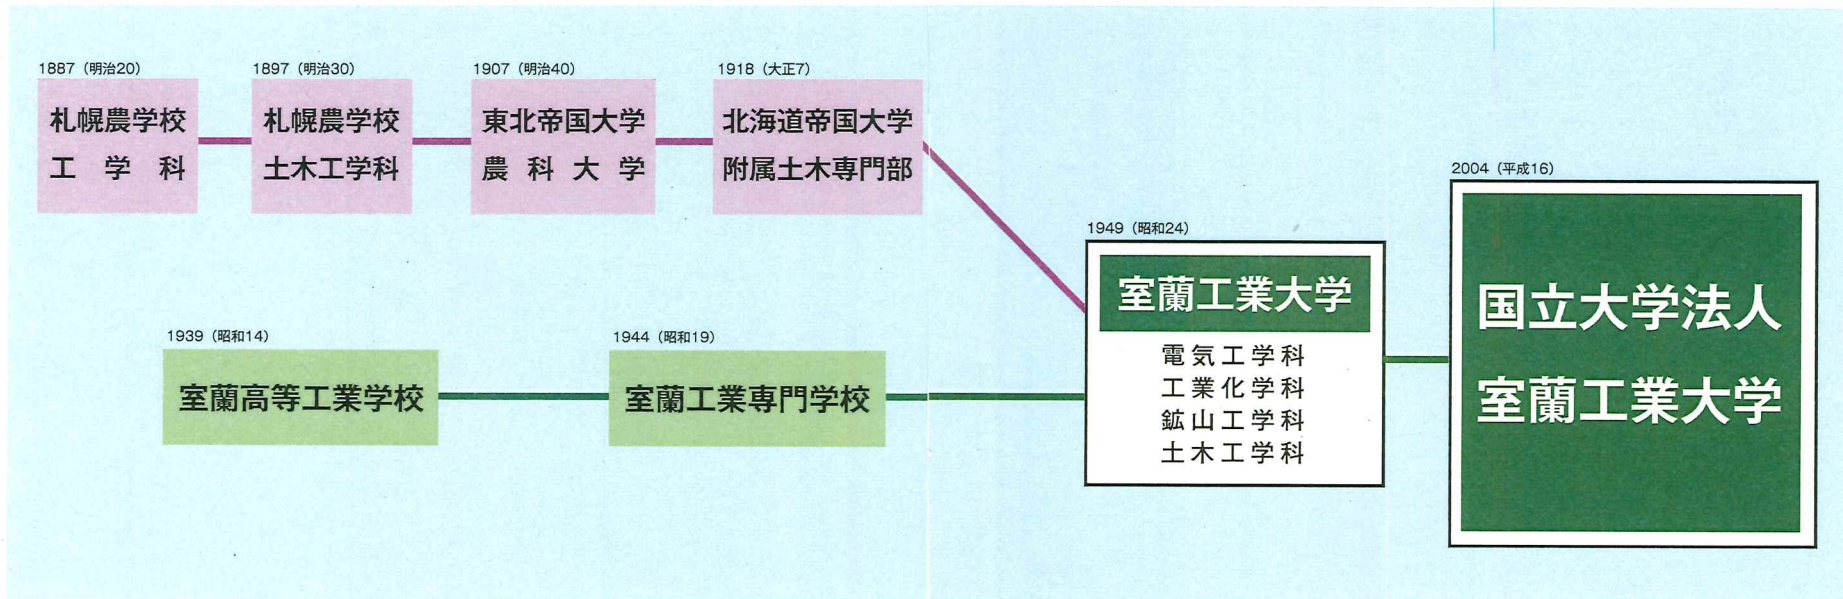 1887（明治20）
札幌農学校
工学科
1897（明治30）
札幌農学校
土木工学科
1907（明治40）
東北帝国大学
農科大学
1918（大正7）
北海道帝国大学
附属土木専門部
1939（昭和14）
室蘭高等工業学校
1944（昭和19）
室蘭工業専門学校
1949（昭和24）
室蘭工業大学
電気工学科
工業化学科
鉱山工学科
土木工学科
2004（平成16）
国立大学法人
室蘭工業大学